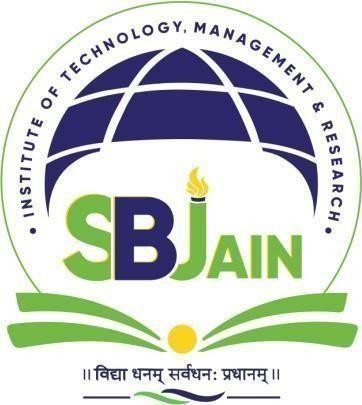 • INSTITUTE OF TECHNOLOGY, MANAGEMENT & RESEARCH •
SBJAIN
॥ विद्या धनम् सर्वधनः प्रधानम् ॥